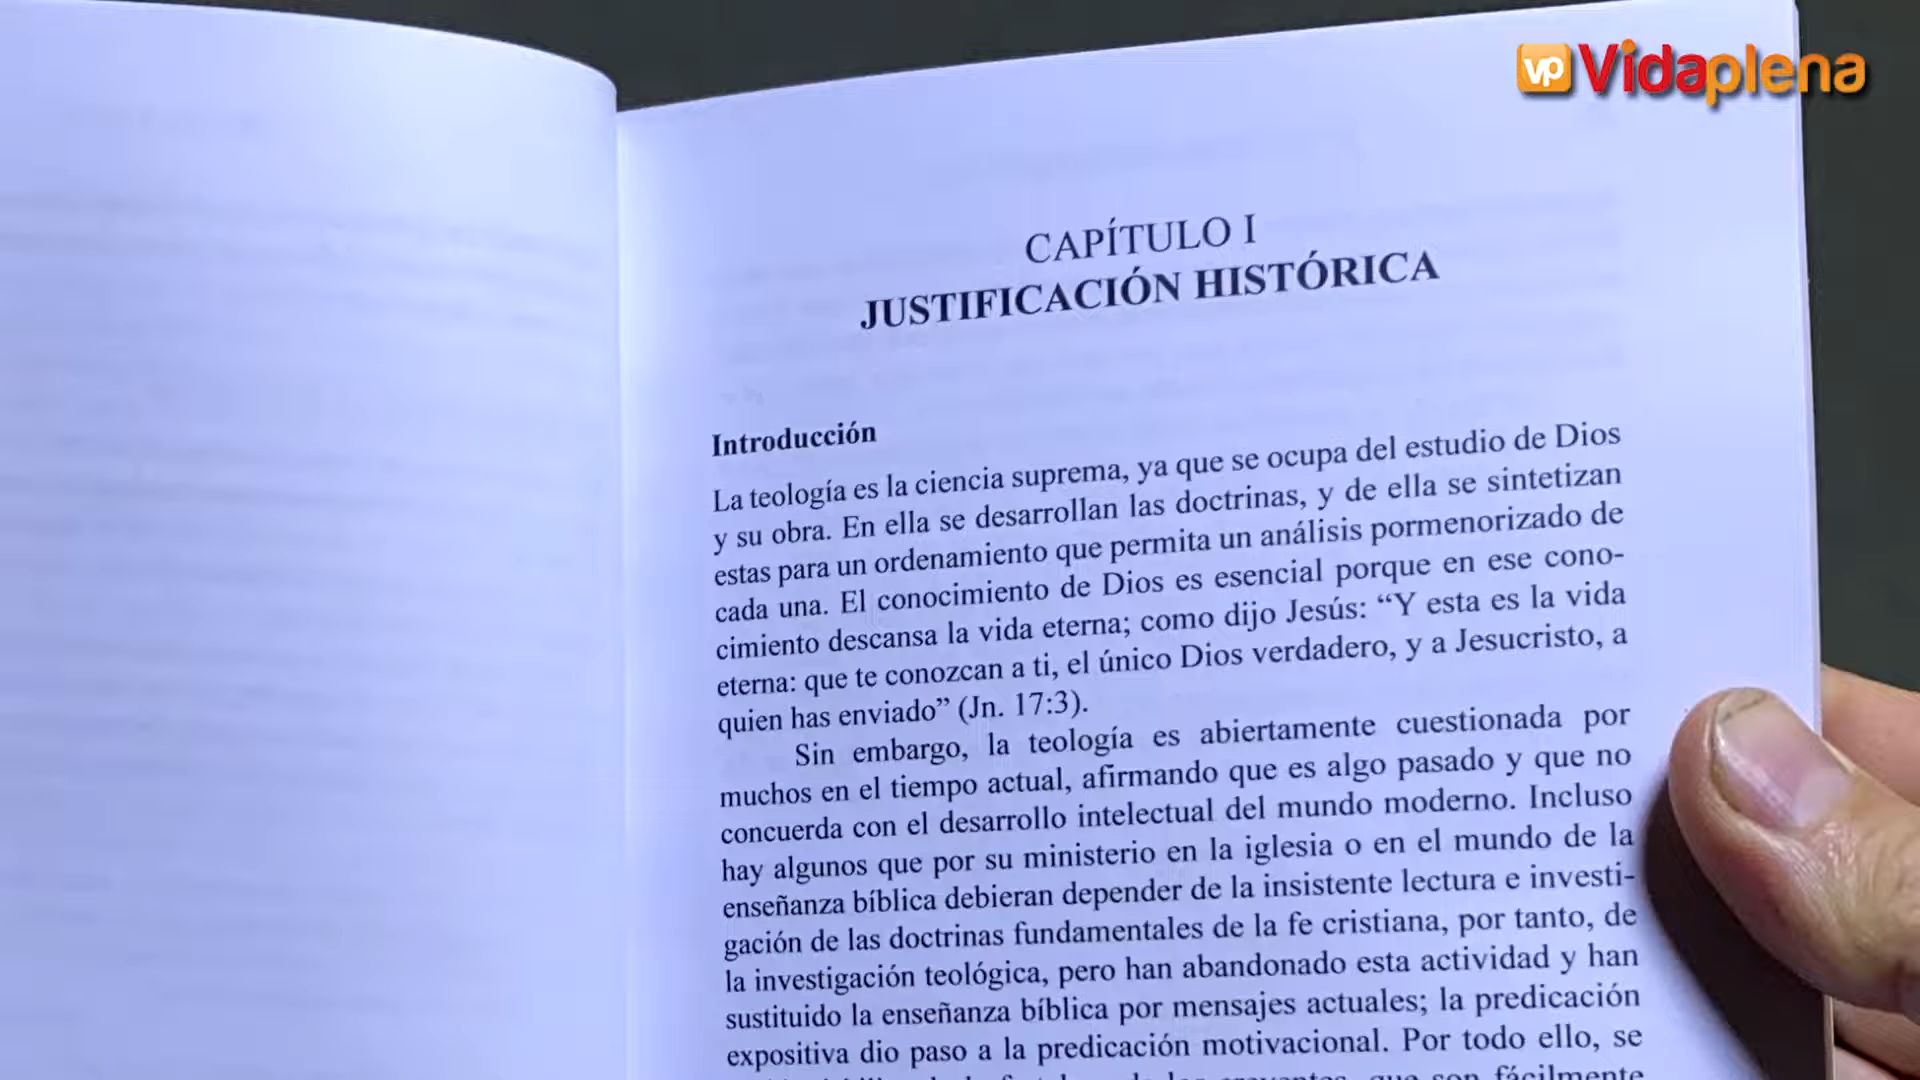 vp Vidaplena
CAPÍTULO I
JUSTIFICACIÓN HISTÓRICA
Introducción
La teología es la ciencia suprema, ya que se ocupa del estudio de Dios
y su obra. En ella se desarrollan las doctrinas, y de ella se sintetizan
estas para un ordenamiento que permita un análisis pormenorizado de
cada una. El conocimiento de Dios es esencial porque en ese cono-
cimiento descansa la vida eterna; como dijo Jesús: “Y esta es la vida
eterna: que te conozcan a ti, el único Dios verdadero, y a Jesucristo, a
quien has enviado” (Jn. 17:3).
Sin embargo, la teología es abiertamente cuestionada por
muchos en el tiempo actual, afirmando que es algo pasado y que no
concuerda con el desarrollo intelectual del mundo moderno. Incluso
hay algunos que por su ministerio en la iglesia o en el mundo de la
enseñanza bíblica debieran depender de la insistente lectura e investi-
gación de las doctrinas fundamentales de la fe cristiana, por tanto, de
la investigación teológica, pero han abandonado esta actividad y han
sustituido la enseñanza bíblica por mensajes actuales; la predicación
expositiva dio paso a la predicación motivacional. Por todo ello, se
que son fácilmente